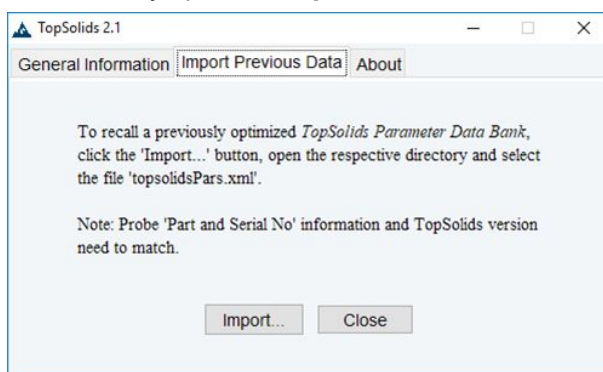 TopSolids 2.1
General Information Import Previous Data About
To recall a previously optimized TopSolids Parameter Data Bank,
click the 'Import...' button, open the respective directory and select
the file 'topsolidsPars.xml'.
Note: Probe 'Part and Serial No' information and TopSolids version
need to match.
Import... Close